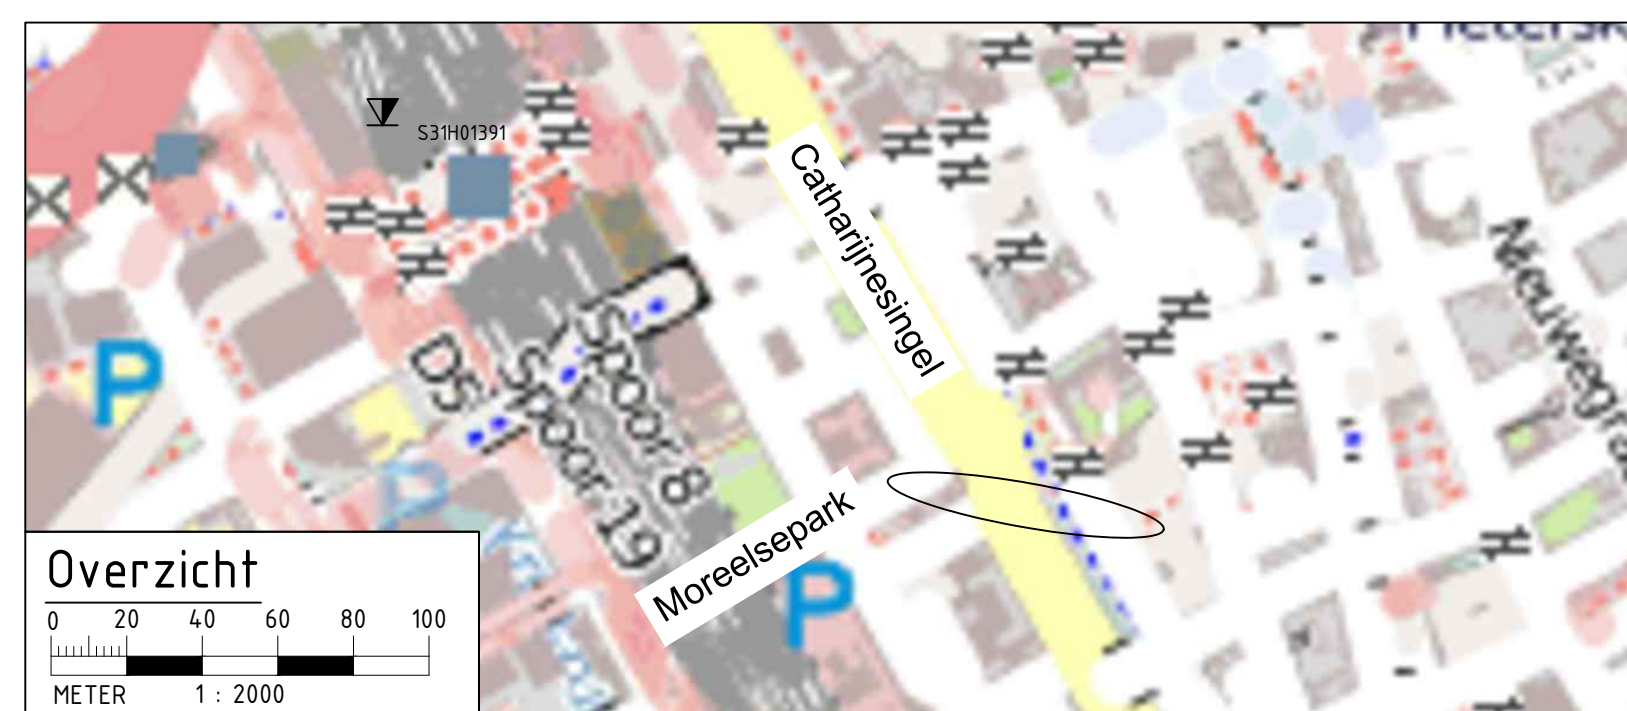 S31H01391
Catharijnesingel
P
D5
Spoor 8
Spoor 19
P
Moreelsepark
P
Overzicht
0 20 40 60 80 100
METER 1 : 2000